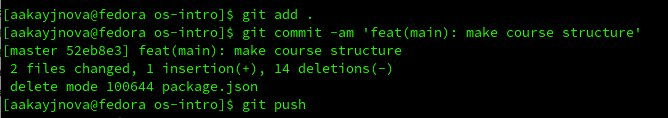 [aakayjnova@fedora os-intro]$ git add .
[aakayjnova@fedora os-intro]$ git commit -am 'feat(main): make course structure'
[master 52eb8e3] feat(main): make course structure
 2 files changed, 1 insertion(+), 14 deletions(-)
 delete mode 100644 package.json
[aakayjnova@fedora os-intro]$ git push